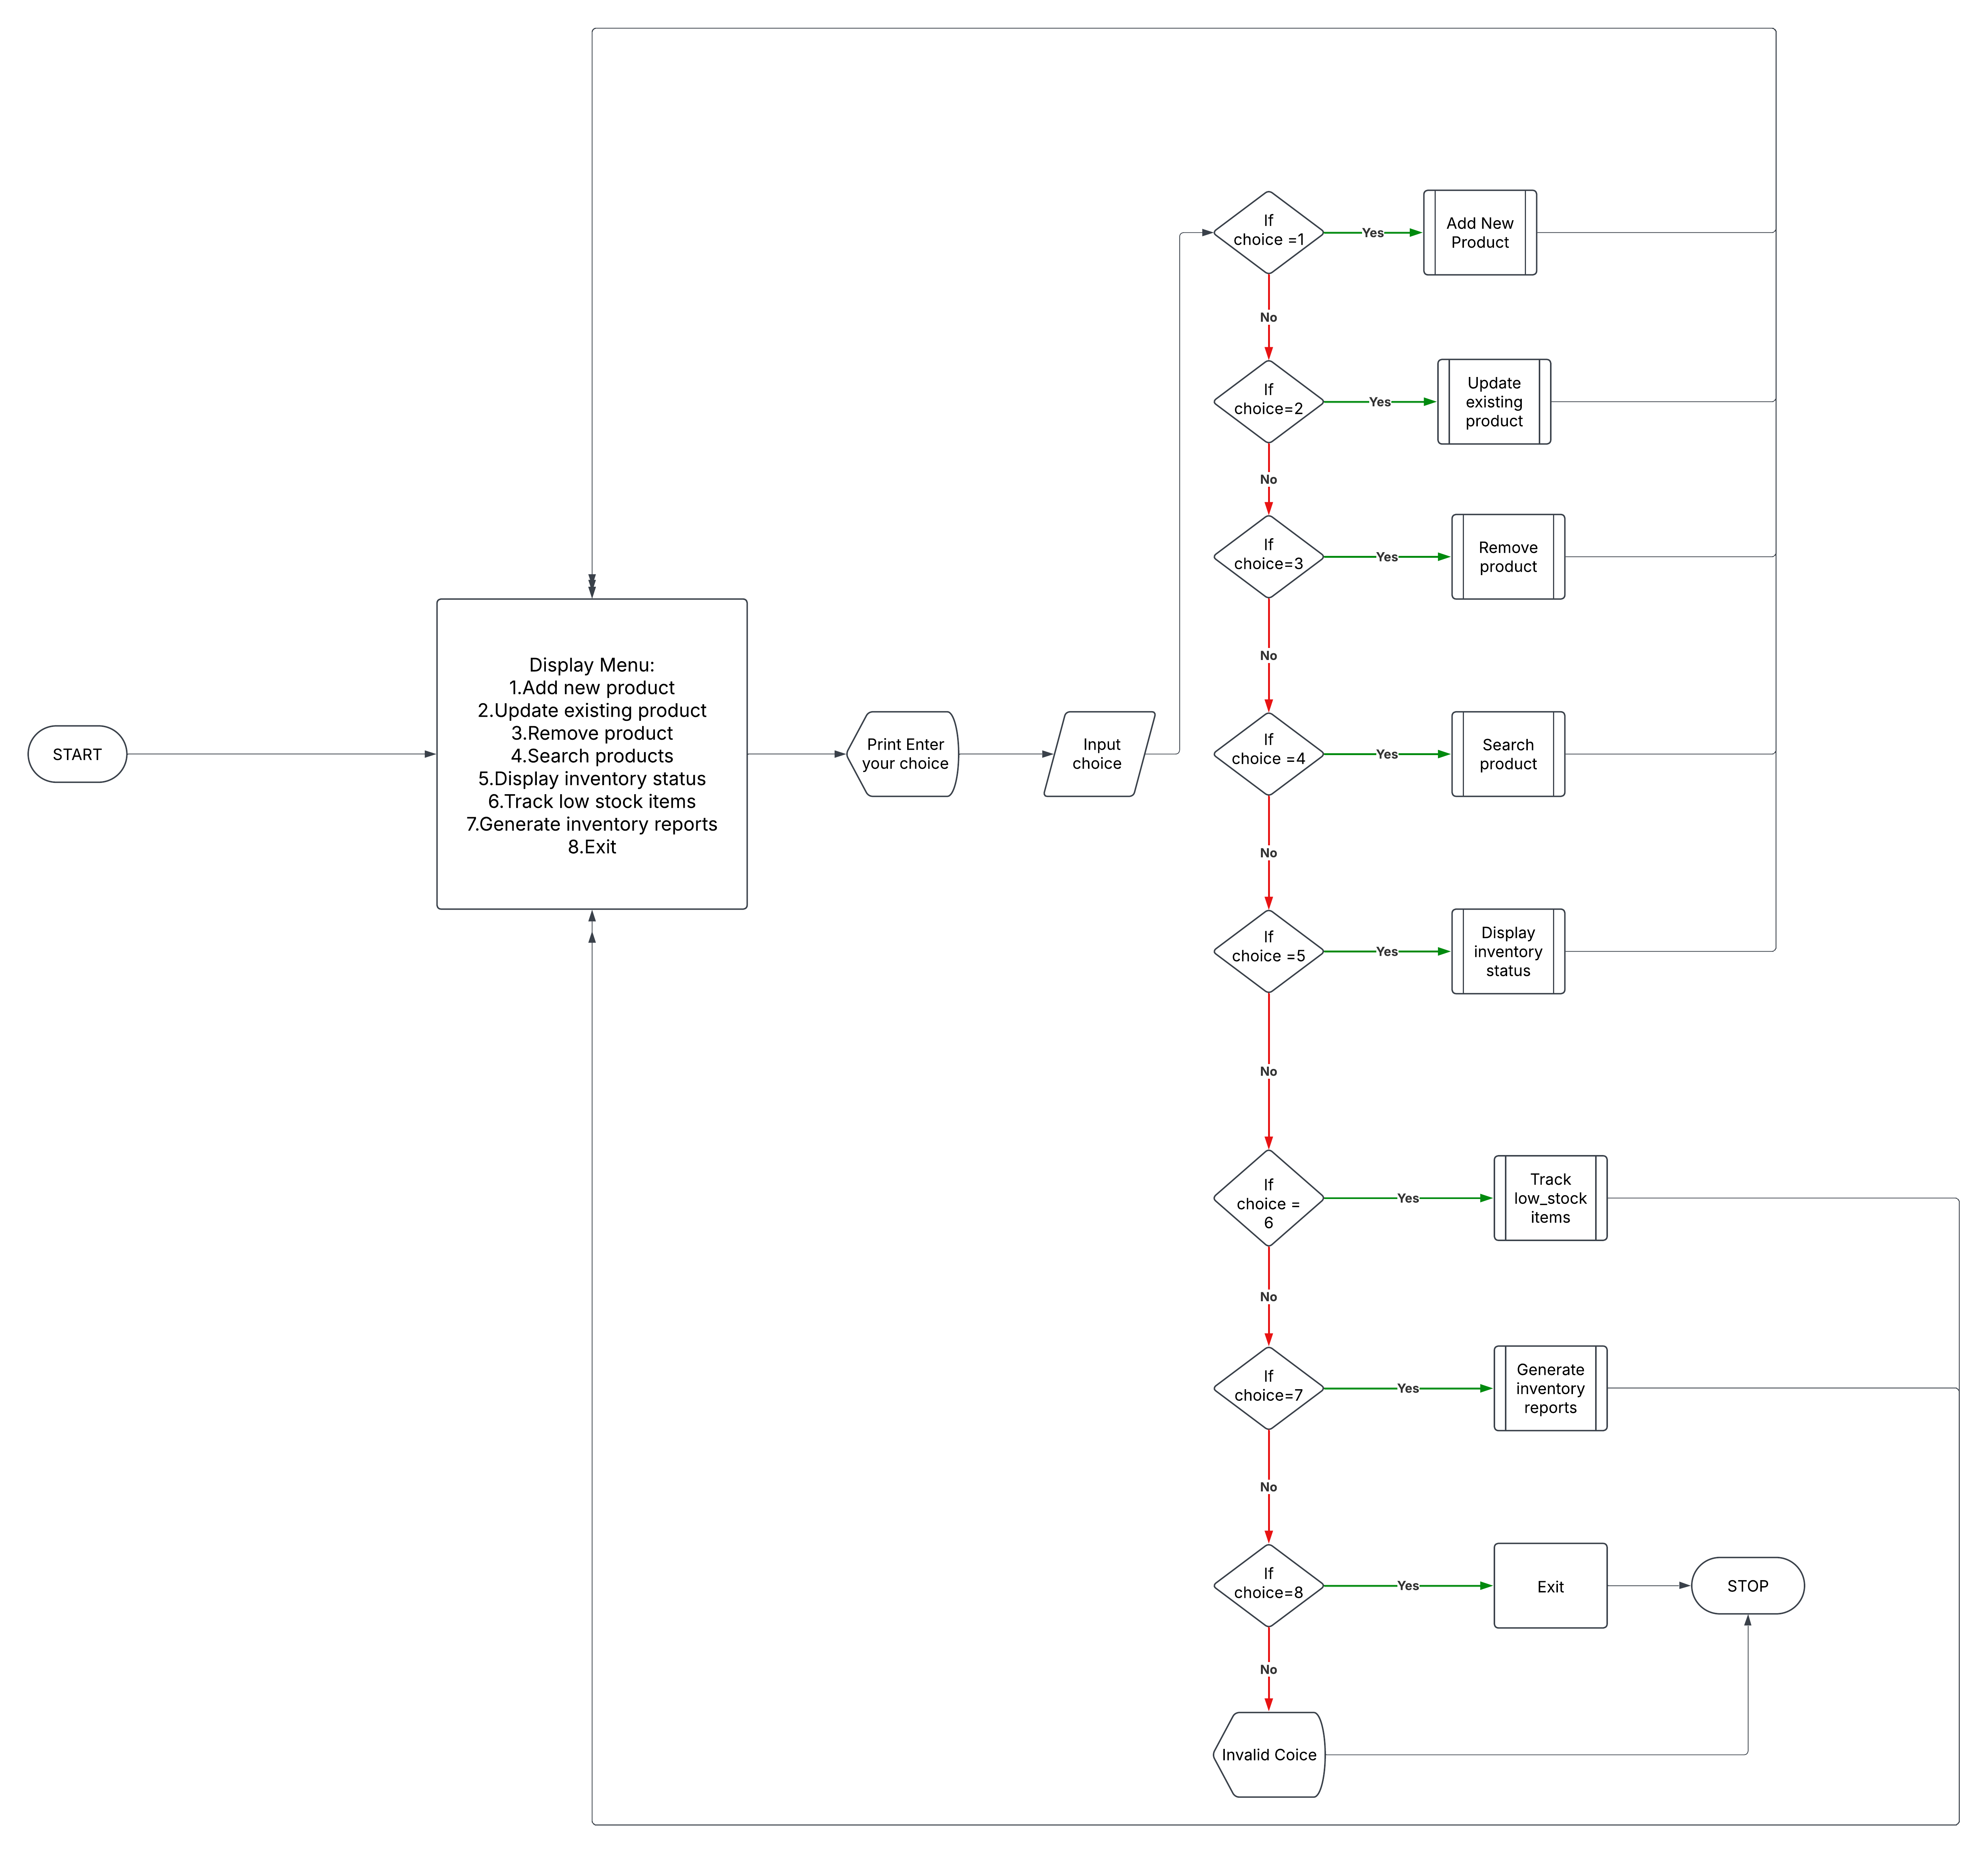 If
choice =1
Yes
Add New
Product
No
If
choice=2
Yes
Update
existing
product
No
If
choice=3
Yes
Remove
product
No
START
Display Menu:
1.Add new product
2.Update existing product
3.Remove product
4.Search products
5.Display inventory status
6.Track low stock items
7.Generate inventory reports
8.Exit
Print Enter
your choice
Input
choice
If
choice =4
Yes
Search
product
No
If
choice =5
Yes
Display
inventory
status
No
If
choice =
6
Yes
Track
low_stock
items
No
If
choice=7
Yes
Generate
inventory
reports
No
If
choice=8
Yes
Exit
STOP
No
Invalid Coice